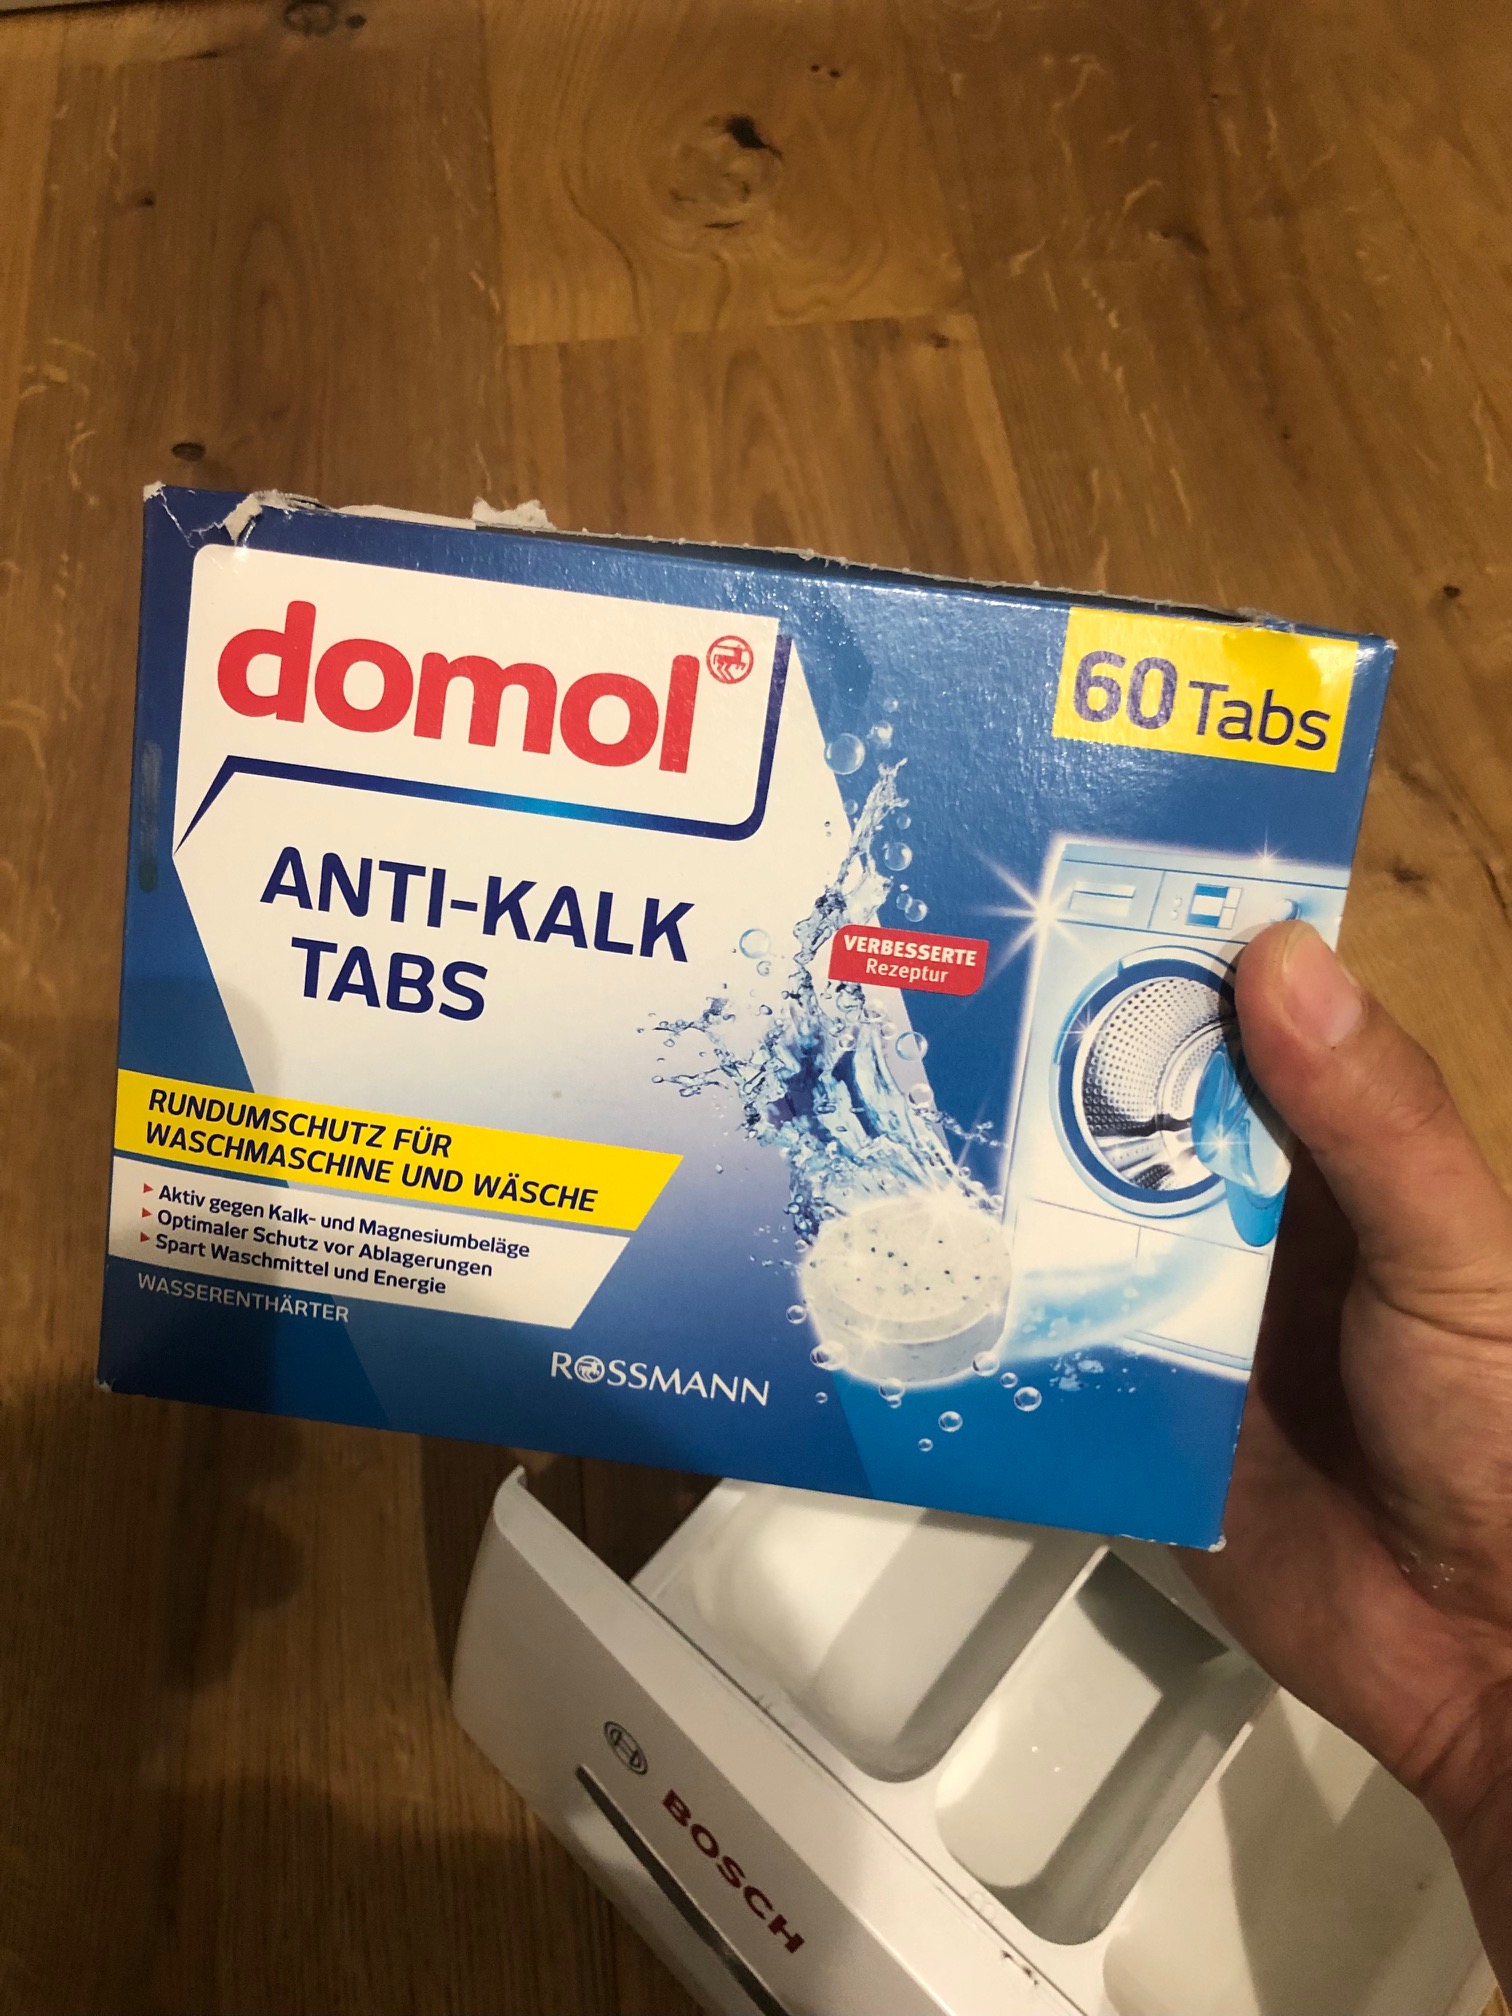 domol
60 Tabs
ANTI-KALK
TABS
VERBESSERTE
Rezeptur
RUNDUMSCHUTZ FÜR
WASCHMASCHINE UND WÄSCHE
Aktiv gegen Kalk- und Magnesiumbeläge
Optimaler Schutz vor Ablagerungen
Spart Waschmittel und Energie
WASSERENTHÄRTER
ROSSMANN
BOSCH